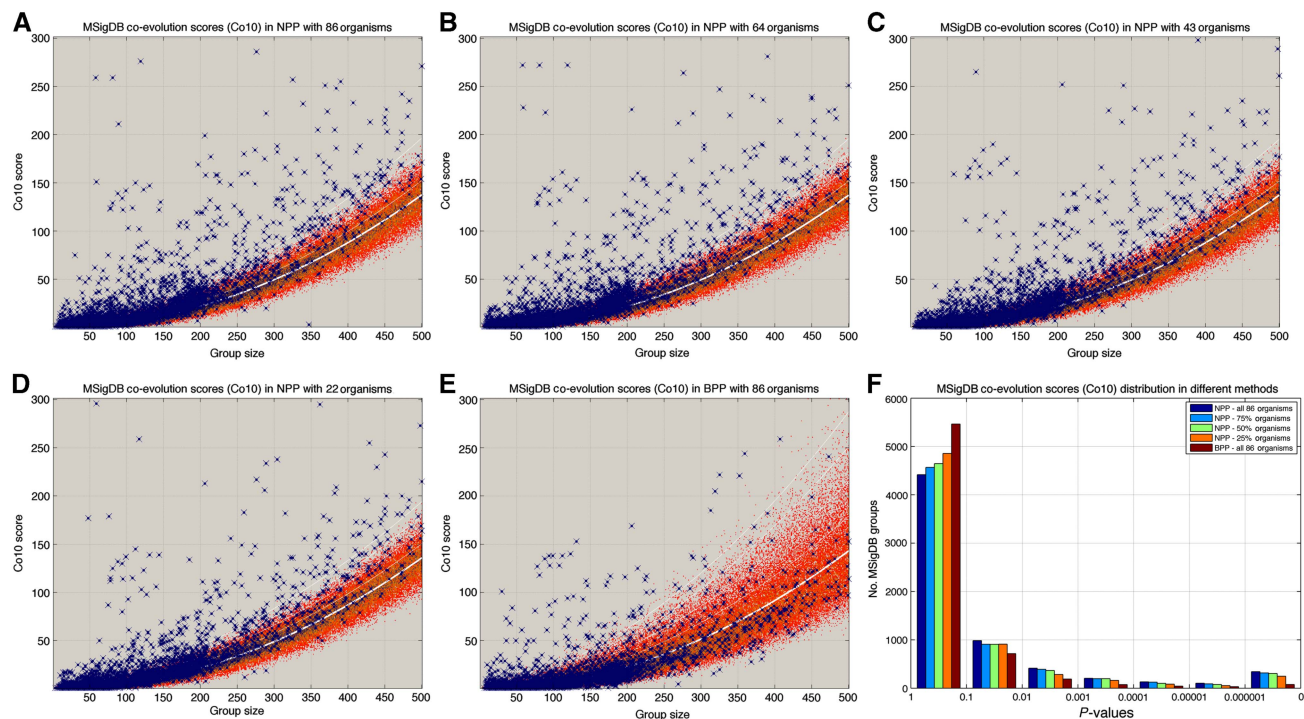 A
MSigDB co-evolution scores (Co10) in NPP with 86 organisms
Co10 score
300
250
200
150
100
50
50 100 150 200 250 300 350 400 450 500
Group size
B
MSigDB co-evolution scores (Co10) in NPP with 64 organisms
Co10 score
300
250
200
150
100
50
50 100 150 200 250 300 350 400 450 500
Group size
C
MSigDB co-evolution scores (Co10) in NPP with 43 organisms
Co10 score
300
250
200
150
100
50
50 100 150 200 250 300 350 400 450 500
Group size
D
MSigDB co-evolution scores (Co10) in NPP with 22 organisms
Co10 score
300
250
200
150
100
50
50 100 150 200 250 300 350 400 450 500
Group size
E
MSigDB co-evolution scores (Co10) in BPP with 86 organisms
Co10 score
300
250
200
150
100
50
50 100 150 200 250 300 350 400 450 500
Group size
F
MSigDB co-evolution scores (Co10) distribution in different methods
No. MSigDB groups
6000
5000
4000
3000
2000
1000
0
NPP - all 86 organisms
NPP - 75% organisms
NPP - 50% organisms
NPP - 25% organisms
BPP - all 86 organisms
1 0.1 0.01 0.001 0.0001 0.00001 0.000001 0
P-values